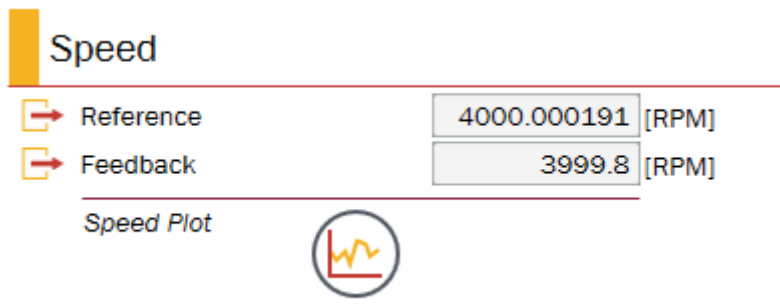 Speed
Reference 4000.000191 [RPM]
Feedback 3999.8 [RPM]
Speed Plot